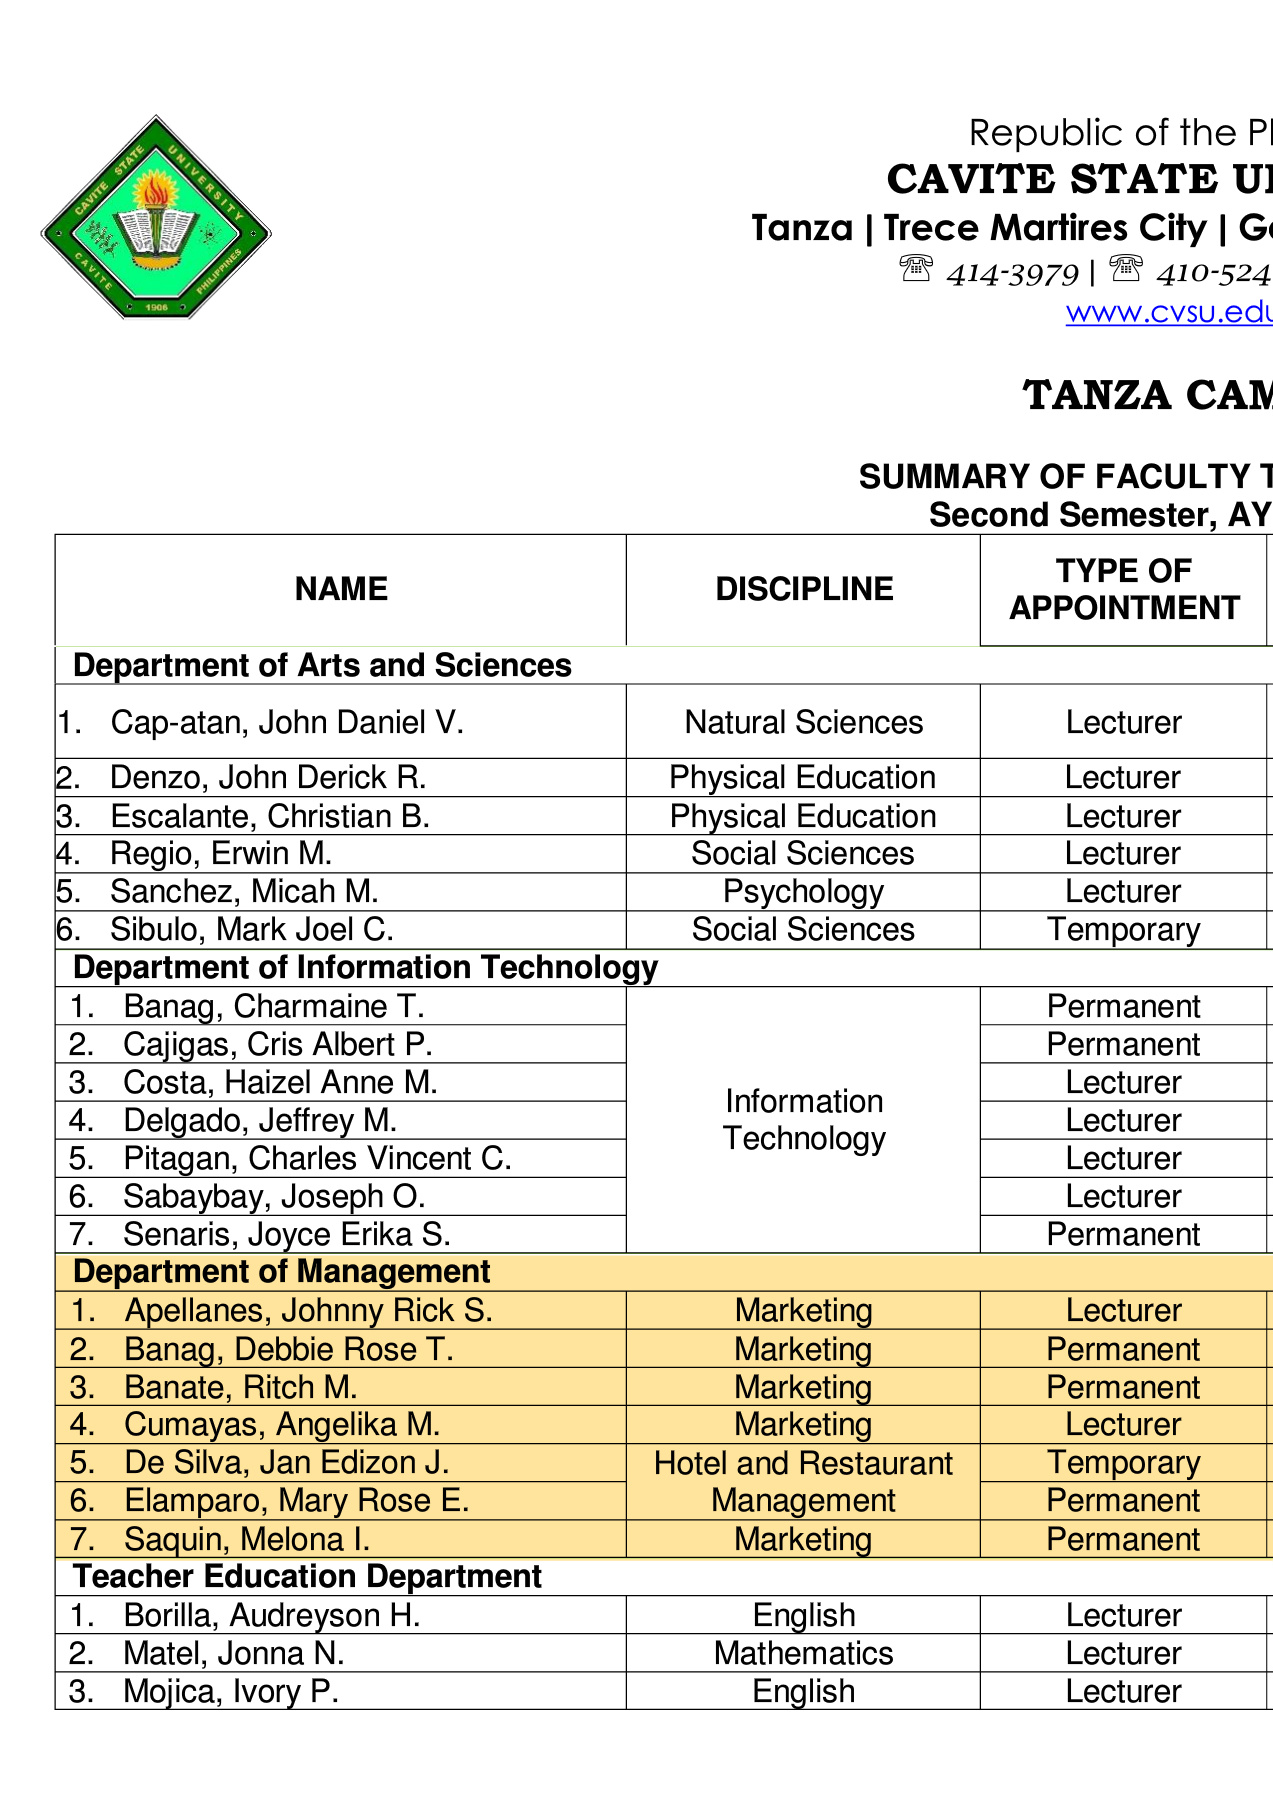 CAVITE STATE UNIVERSITY
CAVITE PHILIPPINES
1906
Republic of the
CAVITE STATE
Tanza | Trece Martires City |
☏ 414-3979 | ☏ 410-524
www.cvsu.edu
TANZA
SUMMARY OF FACULTY
Second Semester, AY
NAME DISCIPLINE TYPE OF APPOINTMENT
Department of Arts and Sciences
1. Cap-atan, John Daniel V. Natural Sciences Lecturer
2. Denzo, John Derick R. Physical Education Lecturer
3. Escalante, Christian B. Physical Education Lecturer
4. Regio, Erwin M. Social Sciences Lecturer
5. Sanchez, Micah M. Psychology Lecturer
6. Sibulo, Mark Joel C. Social Sciences Temporary
Department of Information Technology
1. Banag, Charmaine T. Permanent
2. Cajigas, Cris Albert P. Permanent
3. Costa, Haizel Anne M. Lecturer
Information
4. Delgado, Jeffrey M. Lecturer
Technology
5. Pitagan, Charles Vincent C. Lecturer
6. Sabaybay, Joseph O. Lecturer
7. Senaris, Joyce Erika S. Permanent
Department of Management
1. Apellanes, Johnny Rick S. Marketing Lecturer
2. Banag, Debbie Rose T. Marketing Permanent
3. Banate, Ritch M. Marketing Permanent
4. Cumayas, Angelika M. Marketing Lecturer
5. De Silva, Jan Edizon J. Hotel and Restaurant Temporary
6. Elamparo, Mary Rose E. Management Permanent
7. Saquin, Melona I. Marketing Permanent
Teacher Education Department
1. Borilla, Audreyson H. English Lecturer
2. Matel, Jonna N. Mathematics Lecturer
3. Mojica, Ivory P. English Lecturer